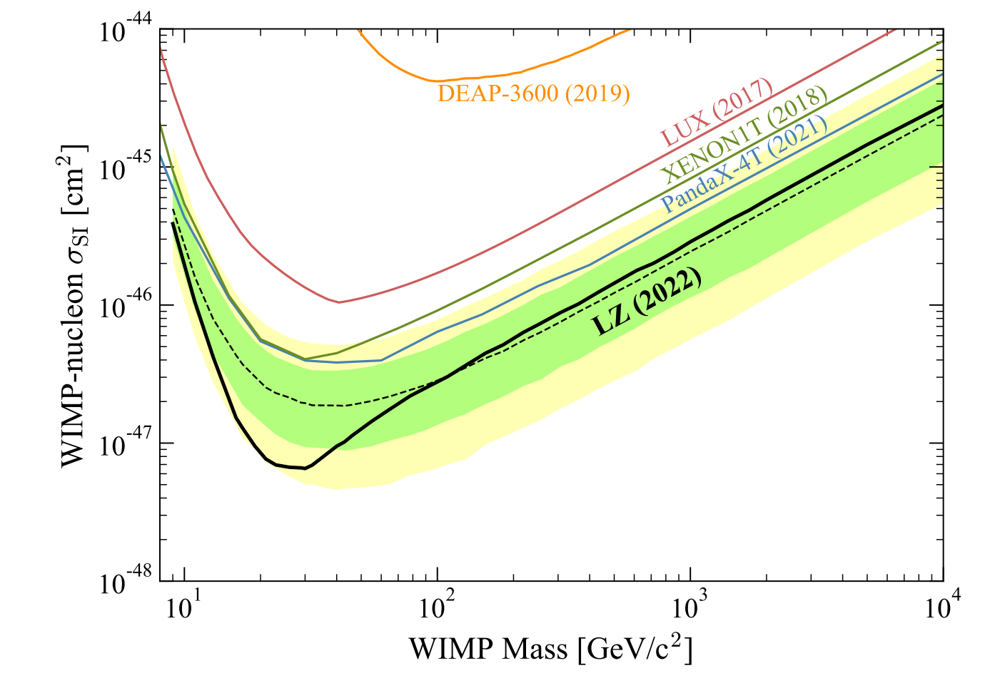 10^-44
10^-45
10^-46
10^-47
10^-48
WIMP-nucleon σ_SI [cm^2]
DEAP-3600 (2019)
LUX (2017)
XENON1T (2018)
PandaX-4T (2021)
LZ (2022)
10^1
10^2
10^3
10^4
WIMP Mass [GeV/c^2]